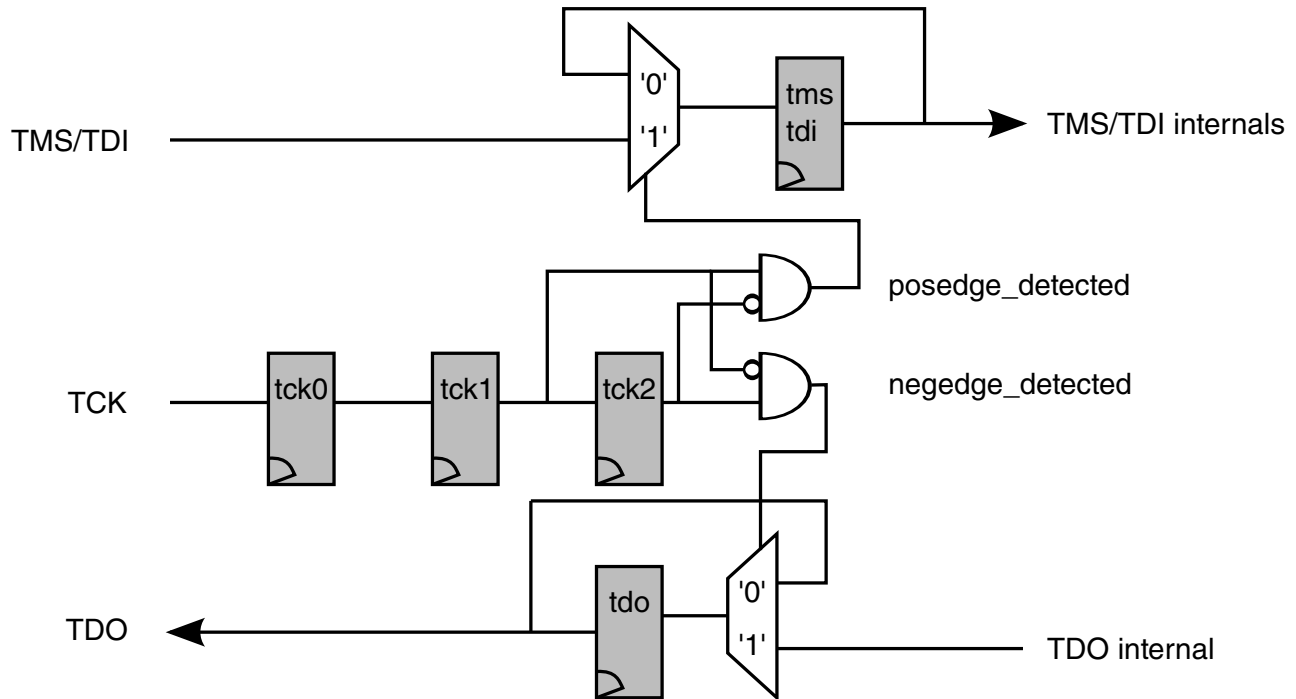 '0'
tms
TMS/TDI
'1'
tdi
TMS/TDI internals
posedge_detected
TCK
tck0
tck1
tck2
negedge_detected
'0'
TDO
tdo
'1'
TDO internal